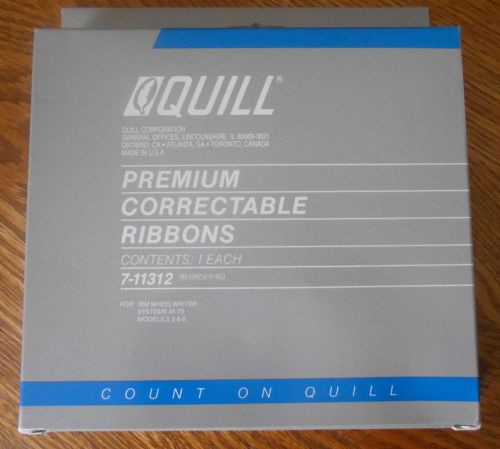 QUILL®
QUILL CORPORATION
GENERAL OFFICES, LINCOLNSHIRE, IL 60069-3621
ONTARIO, CA • ATLANTA, GA • TORONTO, CANADA
MADE IN U.S.A.
PREMIUM
CORRECTABLE
RIBBONS
CONTENTS: 1 EACH
7-11312 REORDER NO.
FOR: IBM WHEELWRITER
SYSTEMS 10-70
MODELS 3, 5 & 6
COUNT ON QUILL